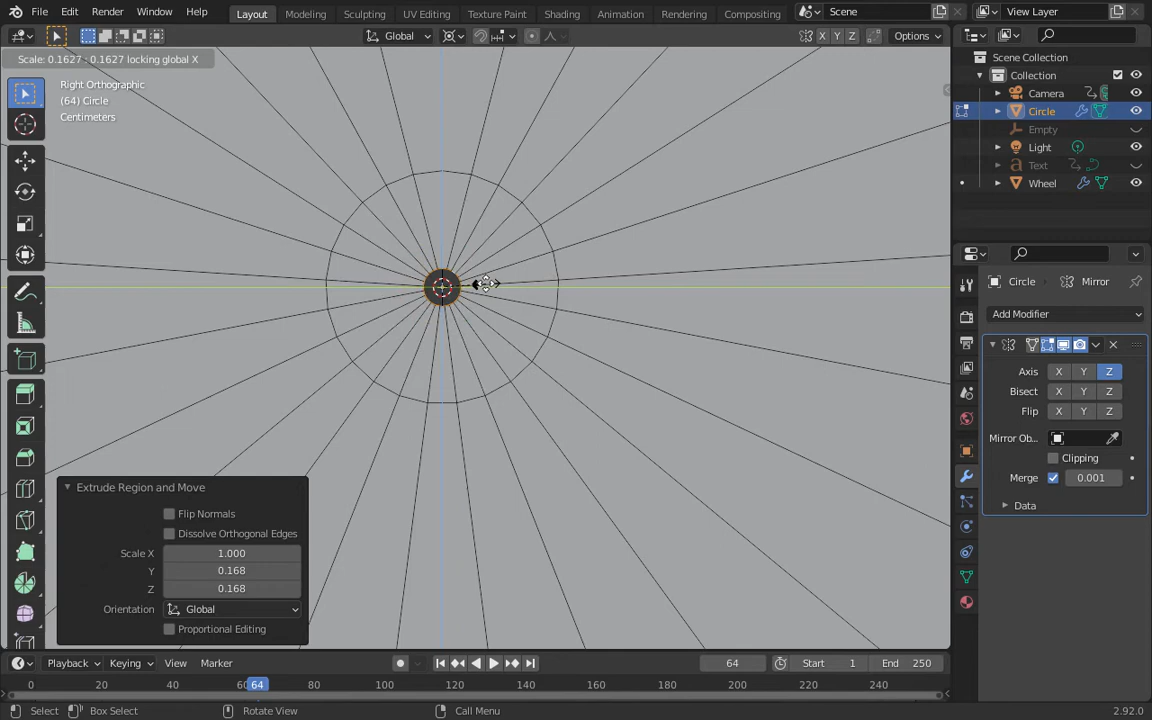 File Edit Render Window Help Layout Modeling Sculpting UV Editing Texture Paint Shading Animation Rendering Compositing Scene View Layer
Global X Y Z Options
Scale: 0.1627 : 0.1627 locking global X
Right Orthographic
(64) Circle
Centimeters
Scene Collection
Collection
Camera
Circle
Empty
Light
Text
Wheel
Circle Mirror
Add Modifier
Axis X Y Z
Bisect X Y Z
Flip X Y Z
Mirror Ob...
Clipping
Merge 0.001
Data
Extrude Region and Move
Flip Normals
Dissolve Orthogonal Edges
Scale X 1.000
Y 0.168
Z 0.168
Orientation Global
Proportional Editing
Playback Keying View Marker 64 Start 1 End 250
0 20 40 64 80 100 120 140 160 180 200 220 240
Select Box Select Rotate View Call Menu 2.92.0